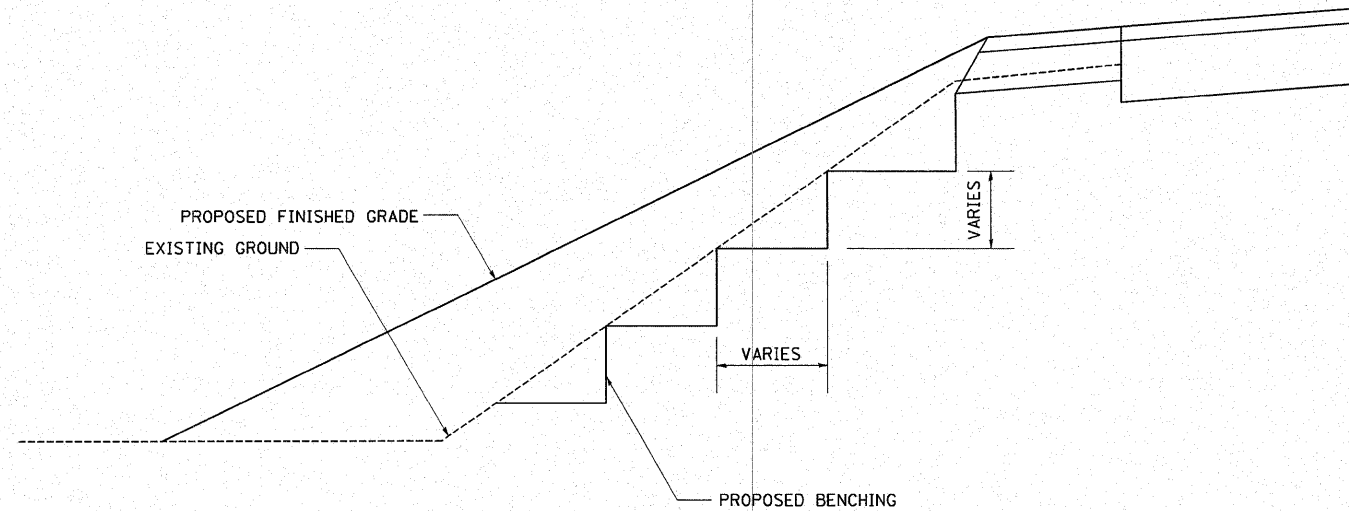 PROPOSED FINISHED GRADE
EXISTING GROUND
VARIES
VARIES
PROPOSED BENCHING